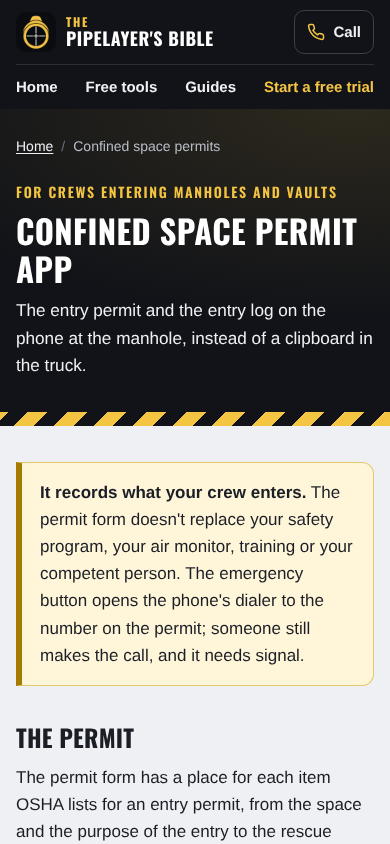 THE
PIPELAYER'S BIBLE
Call
Home Free tools Guides Start a free trial
Home / Confined space permits
FOR CREWS ENTERING MANHOLES AND VAULTS
CONFINED SPACE PERMIT
APP
The entry permit and the entry log on the
phone at the manhole, instead of a clipboard in
the truck.
It records what your crew enters. The
permit form doesn't replace your safety
program, your air monitor, training or your
competent person. The emergency
button opens the phone's dialer to the
number on the permit; someone still
makes the call, and it needs signal.
THE PERMIT
The permit form has a place for each item
OSHA lists for an entry permit, from the space
and the purpose of the entry to the rescue